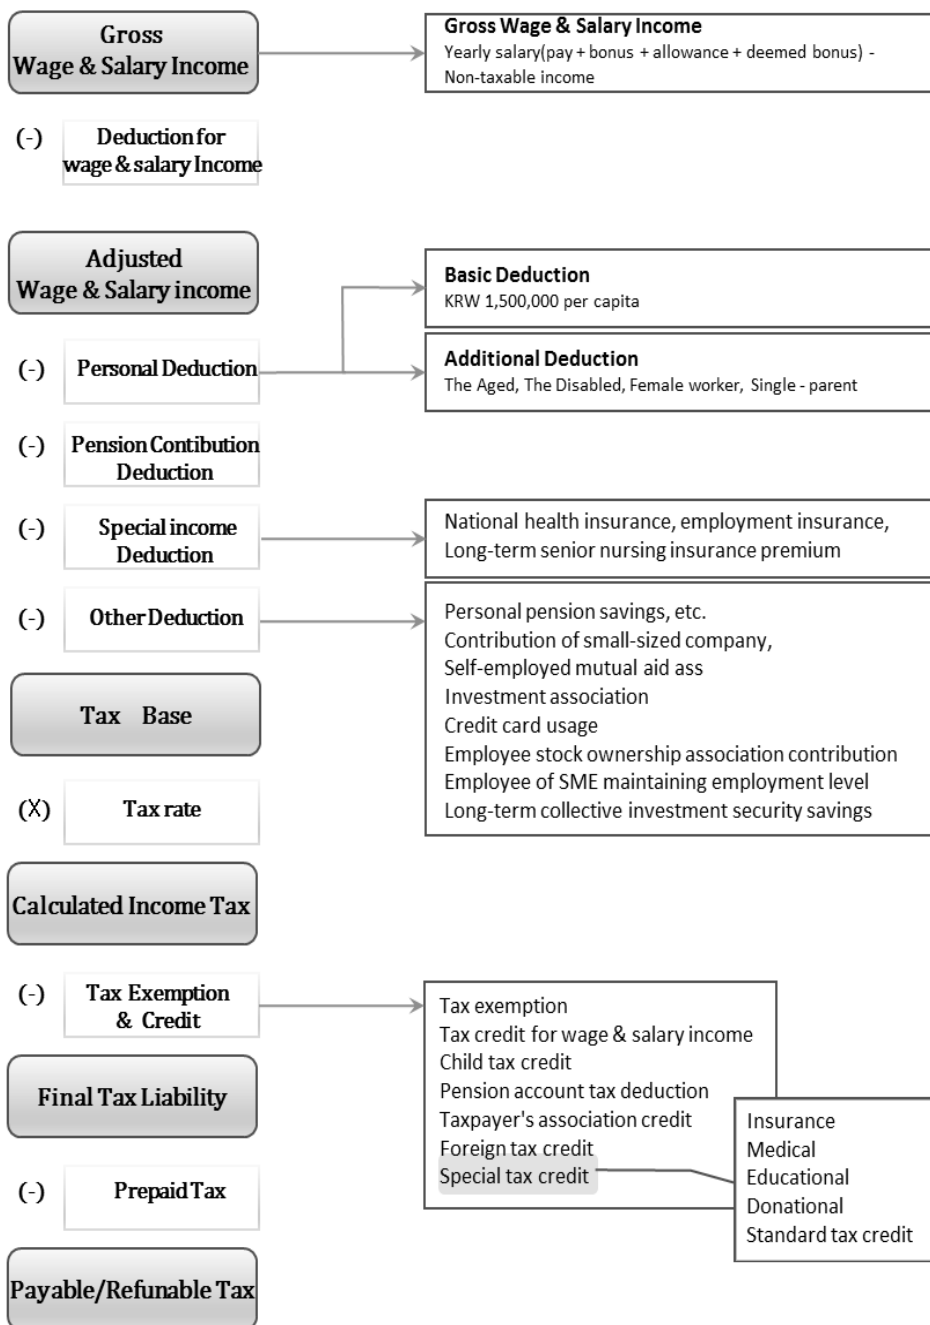 Gross
Wage & Salary Income
Gross Wage & Salary Income
Yearly salary(pay + bonus + allowance + deemed bonus) -
Non-taxable income
(-)
Deduction for
wage & salary Income
Adjusted
Wage & Salary income
Basic Deduction
KRW 1,500,000 per capita
(-)
Personal Deduction
Additional Deduction
The Aged, The Disabled, Female worker, Single - parent
(-)
Pension Contibution
Deduction
(-)
Special income
Deduction
National health insurance, employment insurance,
Long-term senior nursing insurance premium
(-)
Other Deduction
Personal pension savings, etc.
Contribution of small-sized company,
Self-employed mutual aid ass
Investment association
Credit card usage
Employee stock ownership association contribution
Employee of SME maintaining employment level
Long-term collective investment security savings
Tax Base
(X)
Tax rate
Calculated Income Tax
(-)
Tax Exemption
& Credit
Tax exemption
Tax credit for wage & salary income
Child tax credit
Pension account tax deduction
Taxpayer's association credit
Foreign tax credit
Special tax credit
Insurance
Medical
Educational
Donational
Standard tax credit
Final Tax Liability
(-)
Prepaid Tax
Payable/Refunable Tax